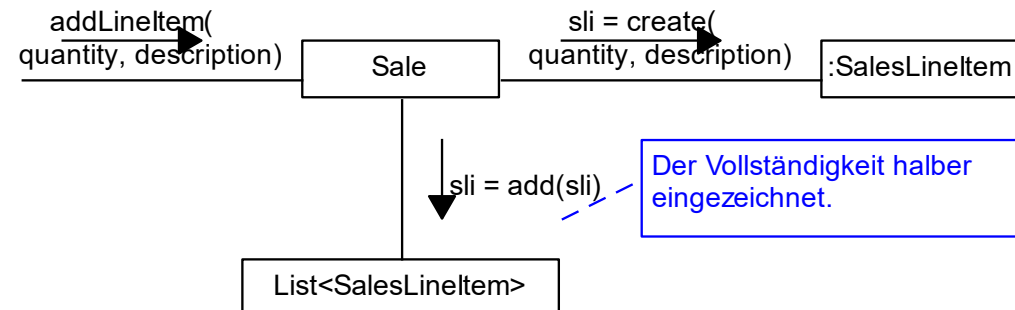 addLineItem(
quantity, description)
sli = create(
quantity, description)
Sale
:SalesLineItem
sli = add(sli)
Der Vollständigkeit halber
eingezeichnet.
List<SalesLineItem>